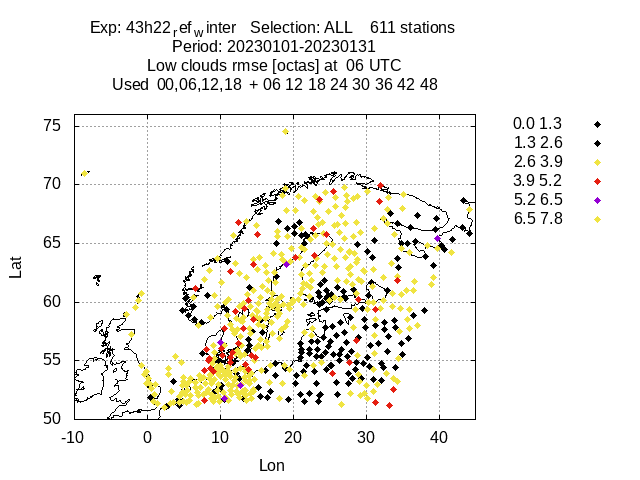 Exp: 43h22ref winter   Selection: ALL    611 stations
Period: 20230101-20230131
Low clouds rmse [octas] at  06 UTC
Used  00,06,12,18  + 06 12 18 24 30 36 42 48
75
70
65
60
55
50
Lat
-10 0 10 20 30 40
Lon
0.0 1.3
1.3 2.6
2.6 3.9
3.9 5.2
5.2 6.5
6.5 7.8